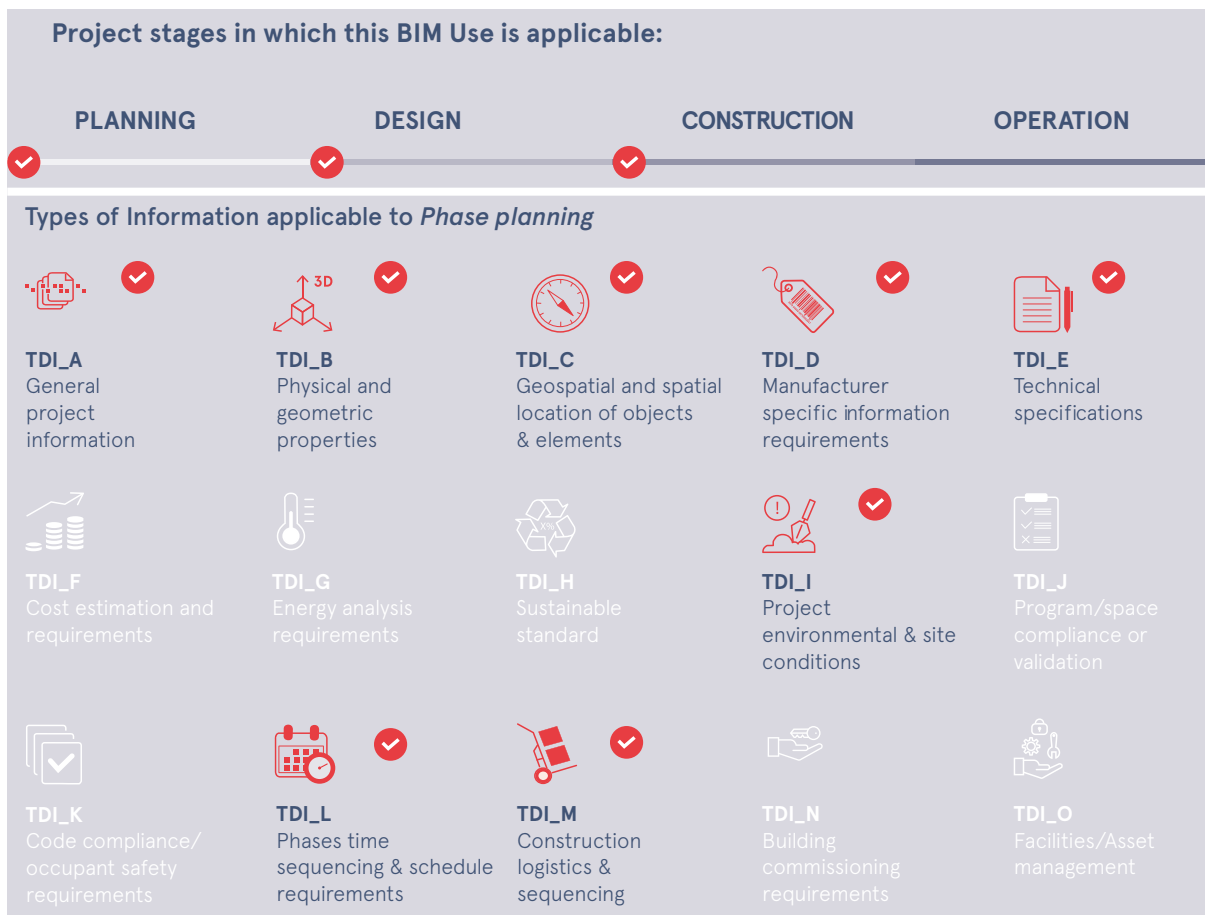 Project stages in which this BIM Use is applicable:
PLANNING
DESIGN
CONSTRUCTION
OPERATION
Types of Information applicable to Phase planning
3D
TDI_A
General
project
information
TDI_B
Physical and
geometric
properties
TDI_C
Geospatial and spatial
location of objects
& elements
TDI_D
Manufacturer
specific information
requirements
TDI_E
Technical
specifications
TDI_F
Cost estimation and
requirements
TDI_G
Energy analysis
requirements
X%
TDI_H
Sustainable
standard
!
TDI_I
Project
environmental & site
conditions
TDI_J
Program/space
compliance or
validation
TDI_K
Code compliance/
occupant safety
requirements
TDI_L
Phases time
sequencing & schedule
requirements
TDI_M
Construction
logistics &
sequencing
TDI_N
Building
commissioning
requirements
TDI_O
Facilities/Asset
management